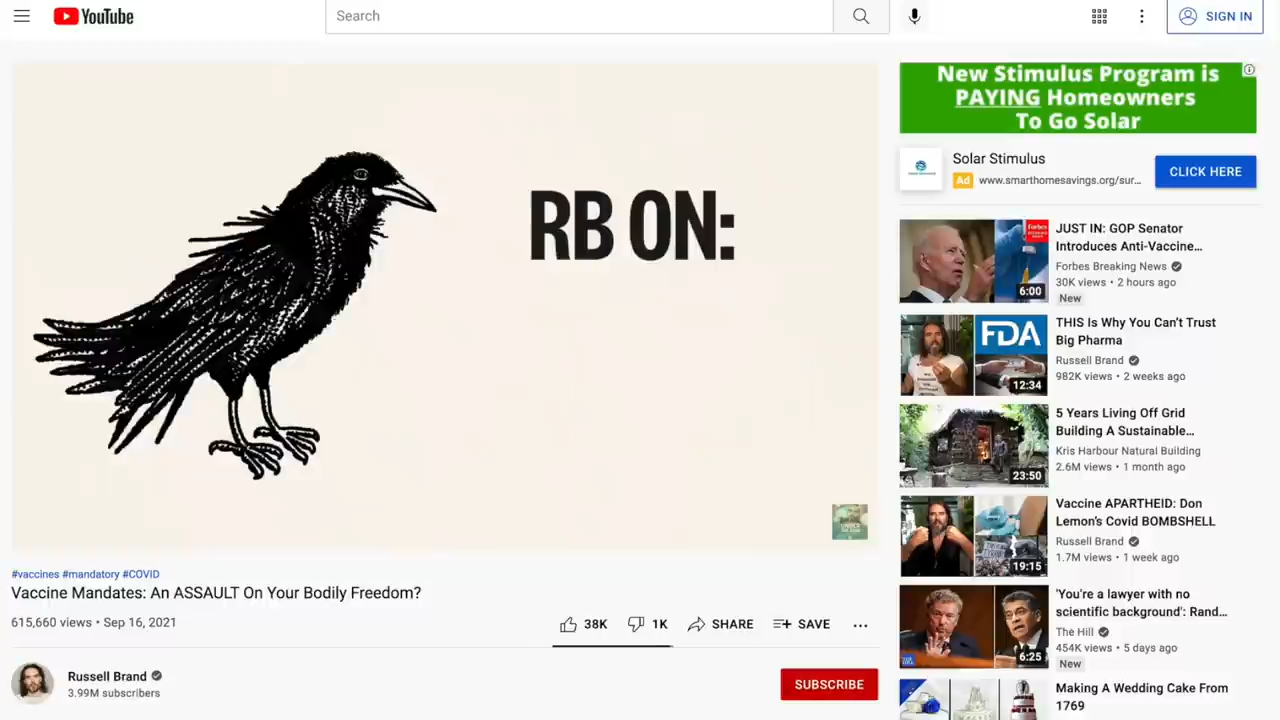 YouTube
Search
SIGN IN
RB ON:
#vaccines #mandatory #COVID
Vaccine Mandates: An ASSAULT On Your Bodily Freedom?
615,660 views • Sep 16, 2021
38K
1K
SHARE
SAVE
Russell Brand
3.99M subscribers
SUBSCRIBE
New Stimulus Program is
PAYING Homeowners
To Go Solar
Solar Stimulus
Ad www.smarthomesavings.org/sur...
CLICK HERE
Forbes
6:00
JUST IN: GOP Senator
Introduces Anti-Vaccine...
Forbes Breaking News
30K views • 2 hours ago
New
FDA
12:34
THIS Is Why You Can't Trust
Big Pharma
Russell Brand
982K views • 2 weeks ago
23:50
5 Years Living Off Grid
Building A Sustainable...
Kris Harbour Natural Building
2.6M views • 1 month ago
19:15
Vaccine APARTHEID: Don
Lemon's Covid BOMBSHELL
Russell Brand
1.7M views • 1 week ago
6:25
'You're a lawyer with no
scientific background': Rand...
The Hill
454K views • 5 days ago
New
Making A Wedding Cake From
1769